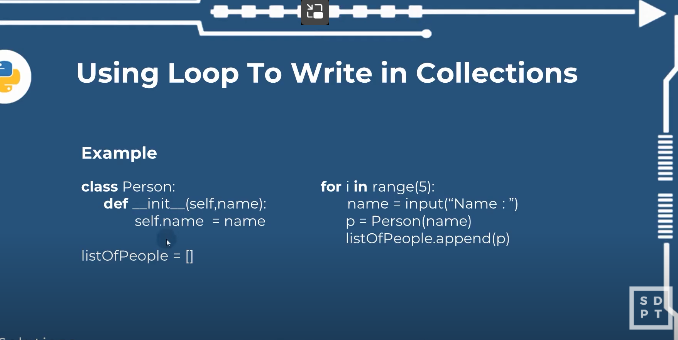 Using Loop To Write in Collections
Example
class Person:
def __init__(self,name):
self.name = name
listOfPeople = []
for i in range(5):
name = input(“Name : ”)
p = Person(name)
listOfPeople.append(p)
S D
P T